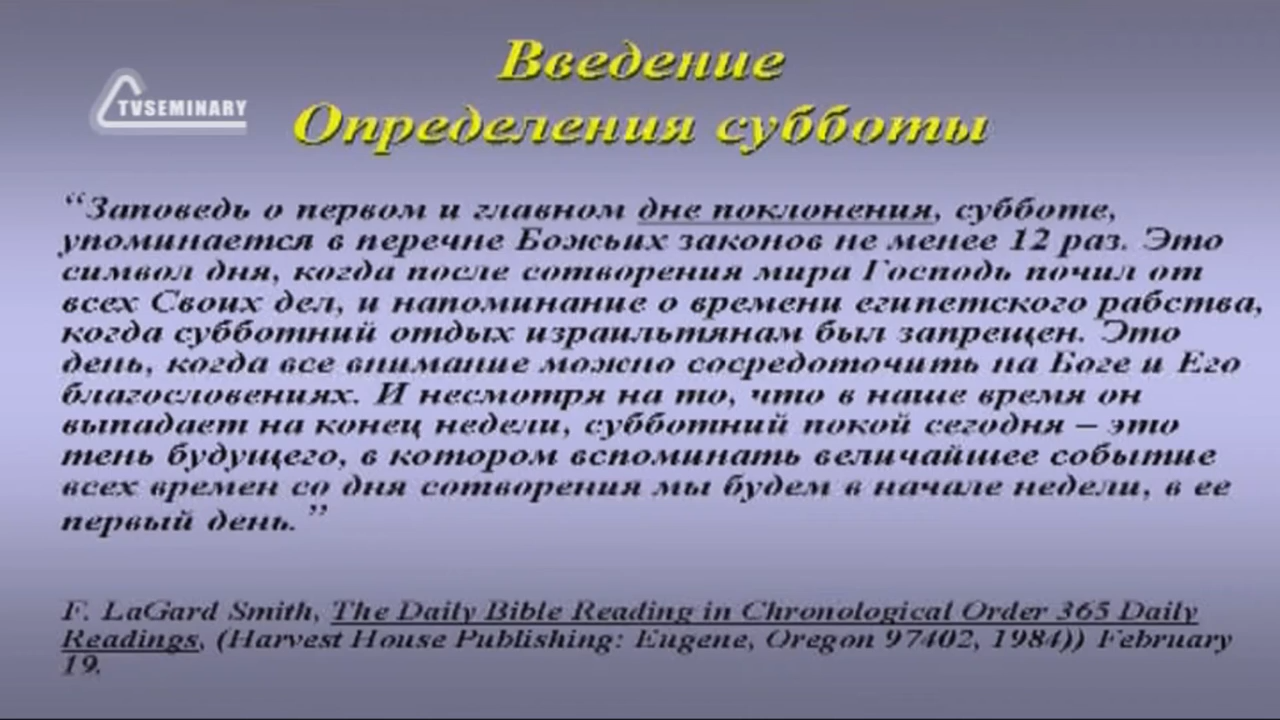 Введение
TVSEMINARY
Определения субботы
“Заповедь о первом и главном дне поклонения, субботе,
упоминается в перечне Божьих законов не менее 12 раз. Это
символ дня, когда после сотворения мира Господь почил от
всех Своих дел, и напоминание о времени египетского рабства,
когда субботний отдых израильтянам был запрещен. Это
день, когда все внимание можно сосредоточить на Боге и Его
благословениях. И несмотря на то, что в наше время он
выпадает на конец недели, субботний покой сегодня – это
тень будущего, в котором вспоминать величайшее событие
всех времен со дня сотворения мы будем в начале недели, в ее
первый день.”
F. LaGard Smith, The Daily Bible Reading in Chronological Order 365 Daily
Readings, (Harvest House Publishing: Eugene, Oregon 97402, 1984)) February
19.